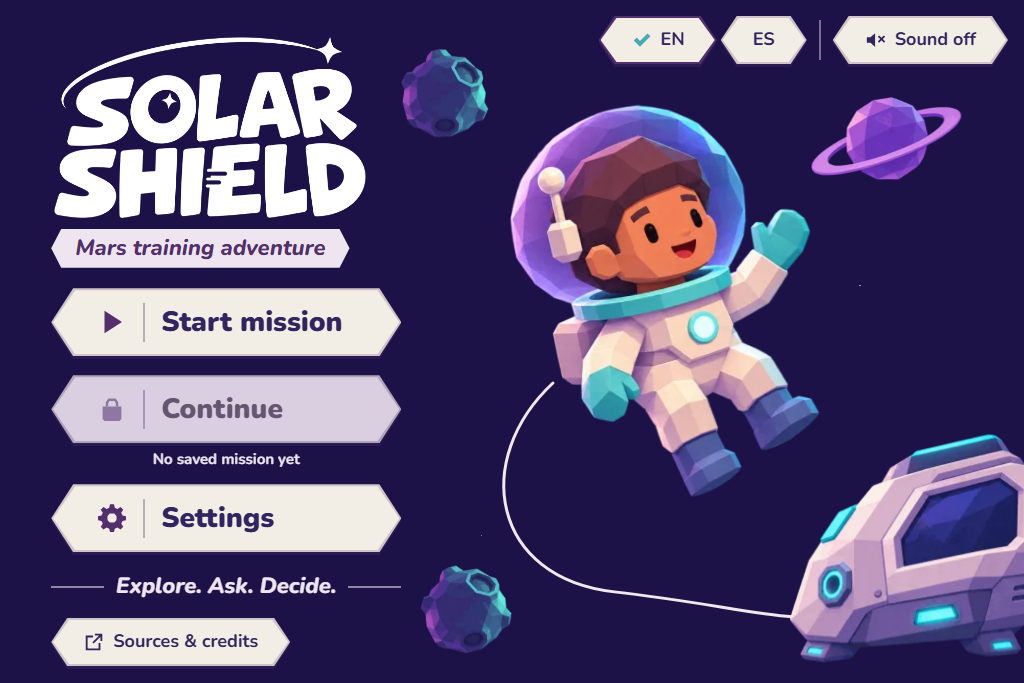 SOLAR
SHIELD
Mars training adventure
Start mission
Continue
No saved mission yet
Settings
Explore. Ask. Decide.
Sources & credits
EN
ES
Sound off